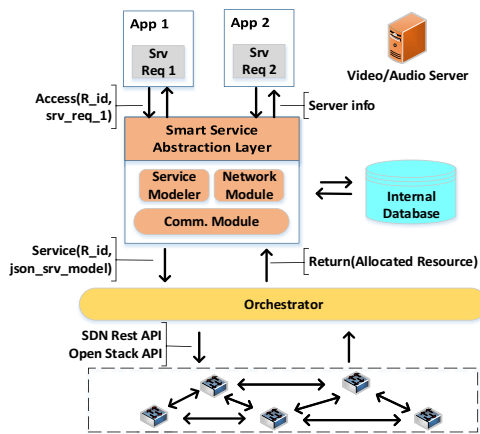 App 1
App 2
Srv
Req 1
Srv
Req 2
Video/Audio Server
Access(R_id,
srv_req_1)
Server info
Smart Service
Abstraction Layer
Service
Modeler
Network
Module
Comm. Module
Internal
Database
Service(R_id,
json_srv_model)
Return(Allocated Resource)
Orchestrator
SDN Rest API
Open Stack API